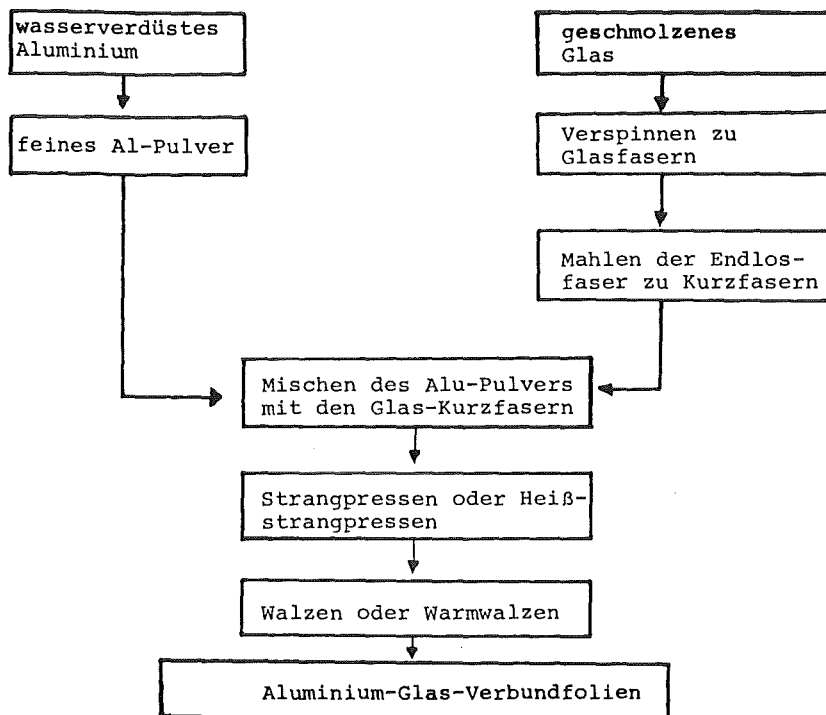 wasserverdüstes
Aluminium
feines Al-Pulver
geschmolzenes
Glas
Verspinnen zu
Glasfasern
Mahlen der Endlos-
faser zu Kurzfasern
Mischen des Alu-Pulvers
mit den Glas-Kurzfasern
Strangpressen oder Heiß-
strangpressen
Walzen oder Warmwalzen
Aluminium-Glas-Verbundfolien